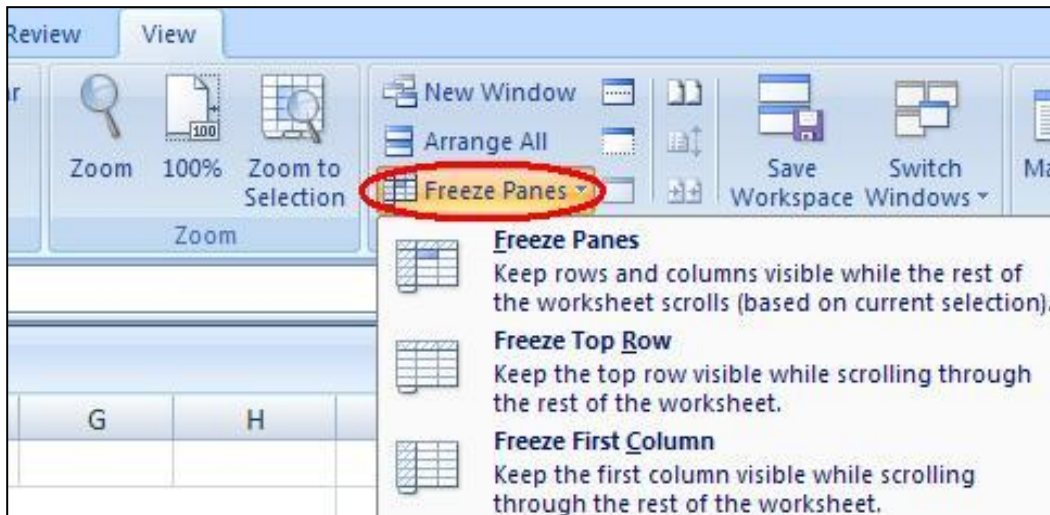 Review View
New Window
Arrange All
Freeze Panes
Zoom 100% Zoom to
Selection
Save
Workspace
Switch
Windows
Zoom
Freeze Panes
Keep rows and columns visible while the rest of
the worksheet scrolls (based on current selection).
Freeze Top Row
Keep the top row visible while scrolling through
the rest of the worksheet.
Freeze First Column
Keep the first column visible while scrolling
through the rest of the worksheet.
G H